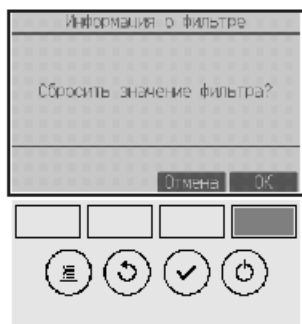 Информация о фильтре
Сбросить значение фильтра?
Отмена OK